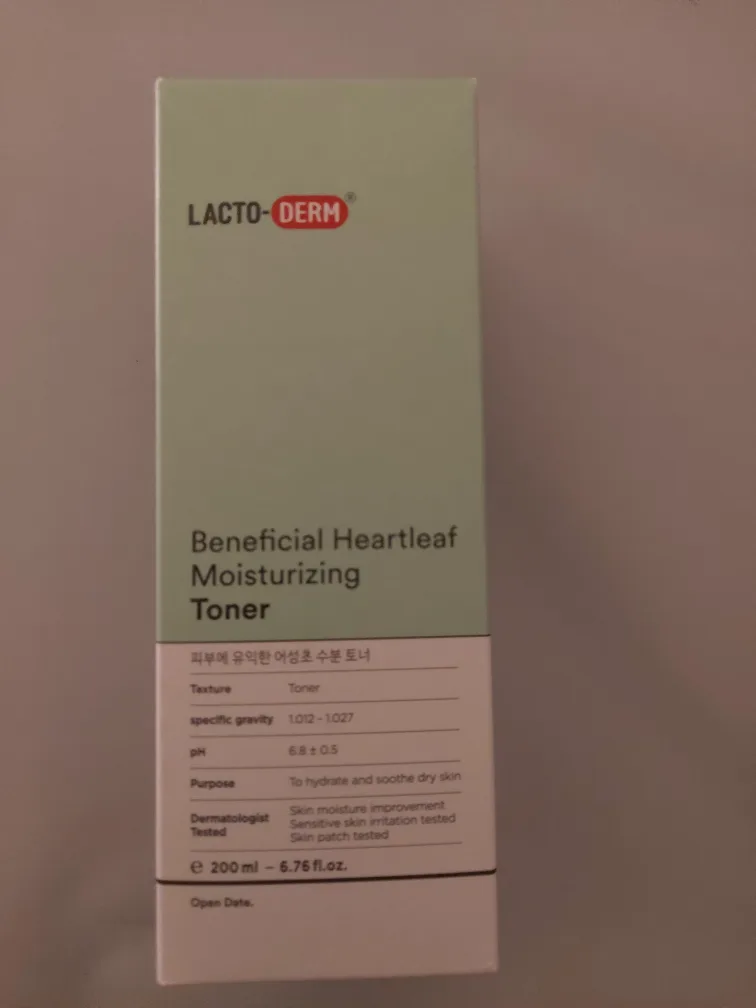 LACTO-DERM®
Beneficial Heartleaf
Moisturizing
Toner
피부에 유익한 어성초 수분 토너
Texture Toner
specific gravity 1.012 - 1.027
pH 6.8 ± 0.5
Purpose To hydrate and soothe dry skin
Dermatologist Tested Skin moisture improvement
Sensitive skin irritation tested
Skin patch tested
℮ 200 ml – 6.76 fl.oz.
Open Date.